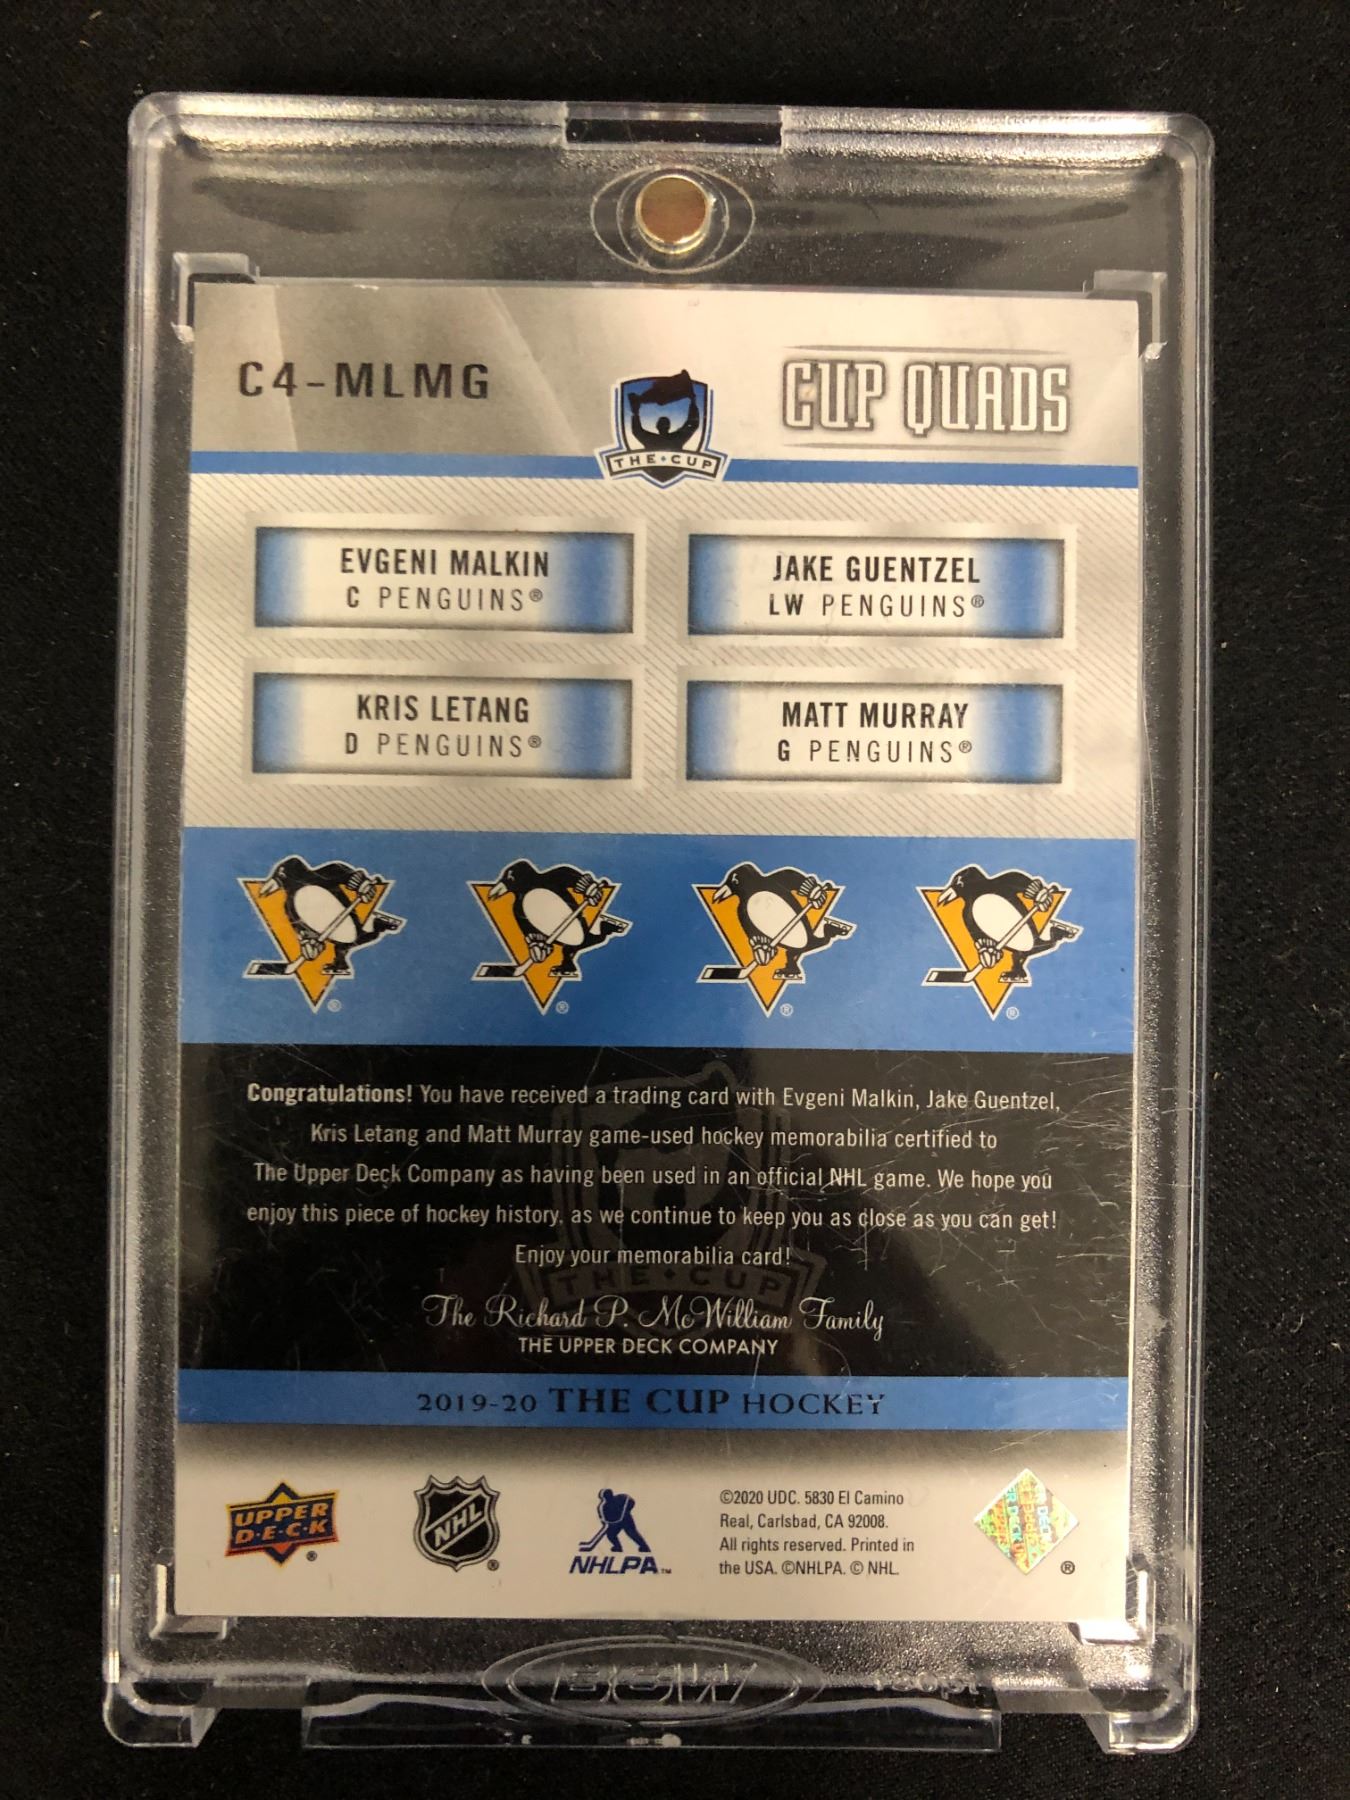 C4-MLMG
CUP QUADS
THE CUP
EVGENI MALKIN
C PENGUINS®
JAKE GUENTZEL
LW PENGUINS®
KRIS LETANG
D PENGUINS®
MATT MURRAY
G PENGUINS®
® ® ® ®
Congratulations! You have received a trading card with Evgeni Malkin, Jake Guentzel,
Kris Letang and Matt Murray game-used hockey memorabilia certified to
The Upper Deck Company as having been used in an official NHL game. We hope you
enjoy this piece of hockey history, as we continue to keep you as close as you can get!
Enjoy your memorabilia card!
THE CUP
The Richard P. McWilliam Family
THE UPPER DECK COMPANY
2019-20 THE CUP HOCKEY
UPPER
D·E·C·K
®
NHL
®
NHLPA™
©2020 UDC. 5830 El Camino
Real, Carlsbad, CA 92008.
All rights reserved. Printed in
the USA. ©NHLPA. © NHL.
®
BCW